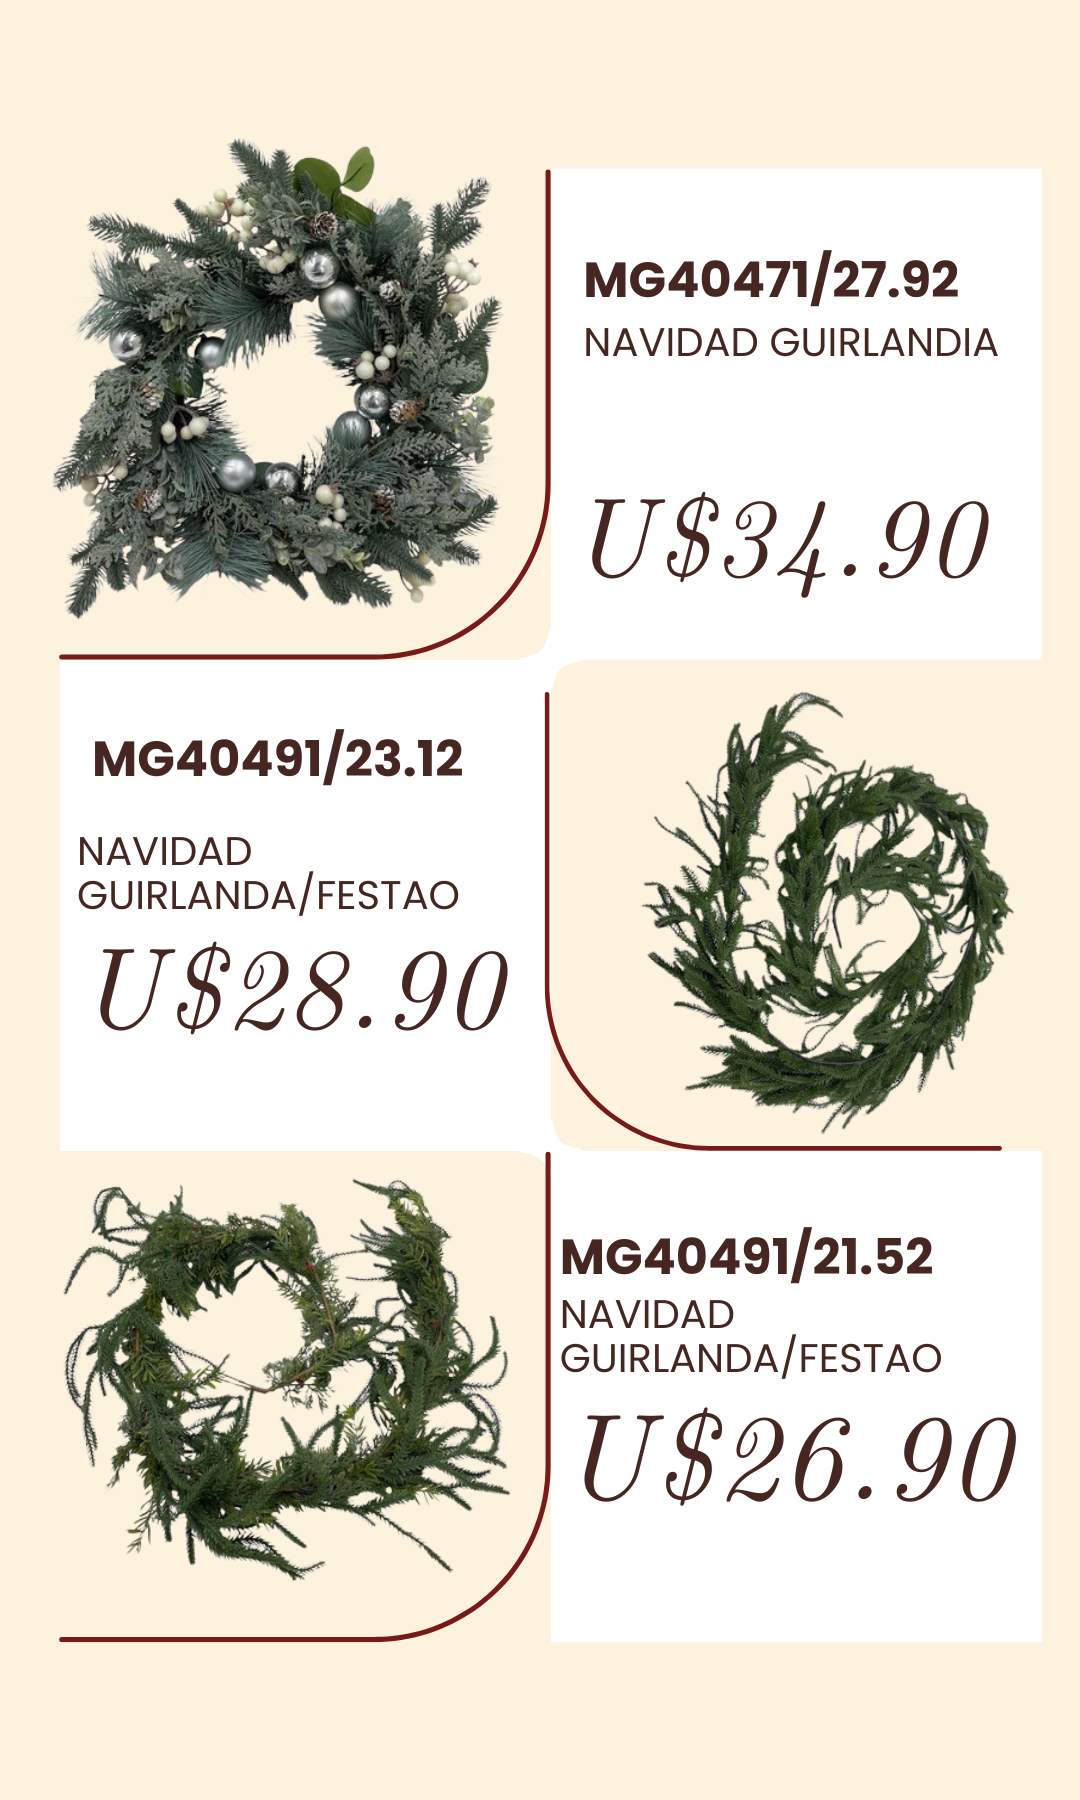 MG40471/27.92
NAVIDAD GUIRLANDIA
U$34.90
MG40491/23.12
NAVIDAD
GUIRLANDA/FESTAO
U$28.90
MG40491/21.52
NAVIDAD
GUIRLANDA/FESTAO
U$26.90